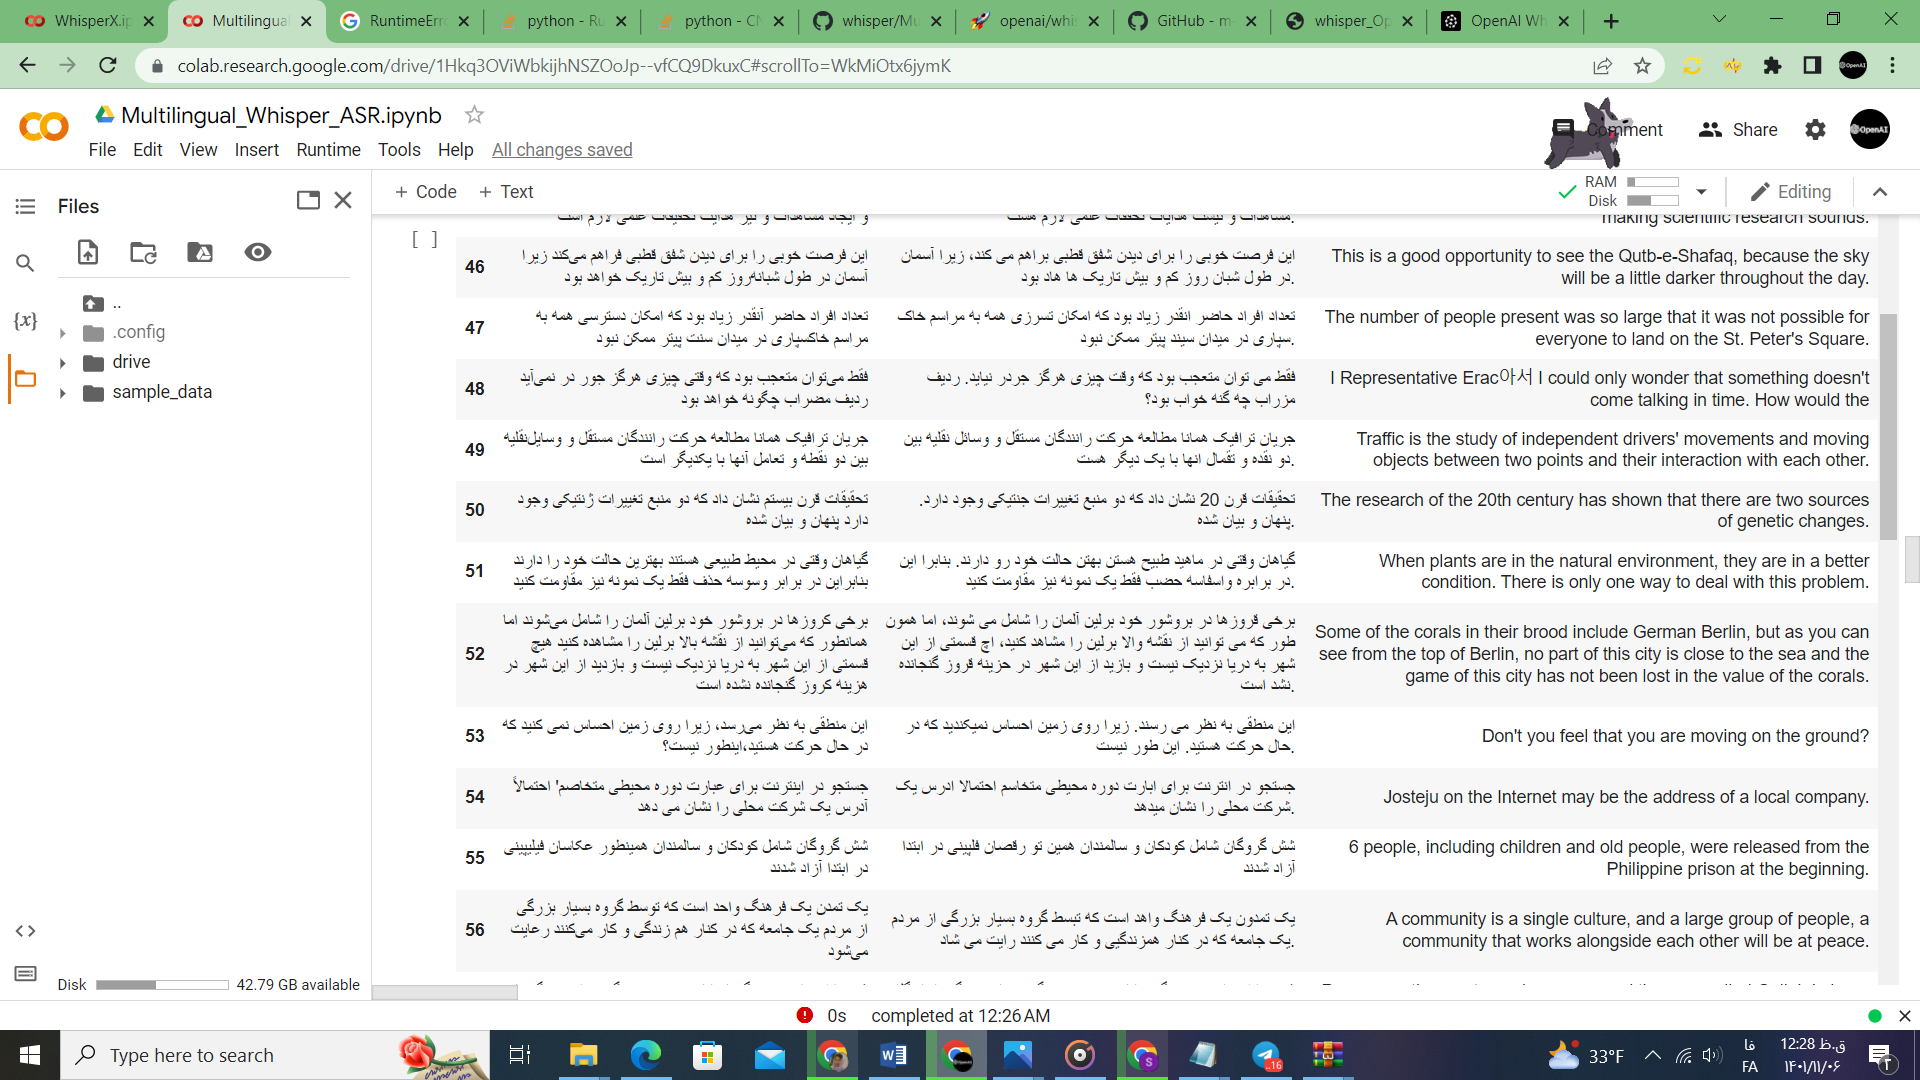 WhisperX.ip
Multilingual
RuntimeErro
python - Ru
python - CN
whisper/Mu
openai/whis
GitHub - m-
whisper_Op
OpenAI Wh
colab.research.google.com/drive/1Hkq3OViWbkijhNSZOoJp--vfCQ9DkuxC#scrollTo=WkMiOtx6jymK
Multilingual_Whisper_ASR.ipynb
Comment
Share
File Edit View Insert Runtime Tools Help All changes saved
Files
+ Code + Text
RAM
Disk
Editing
..
.config
drive
sample_data
[ ]
و ایجاد مشاهدات و نیز هدایت تحقیقات علمی لازم است
.مشاهدات و نیست هدایات تحققات علمی لازم هست
making scientific research sounds.
46
این فرصت خوبی را برای دیدن شفق قطبی فراهم می‌کند زیرا
آسمان در طول شبانه‌روز کم و بیش تاریک خواهد بود
این فرصت خوبی را برای دیدن شفق قطبی براهم می کند، زیرا آسمان
.در طول شبان روز کم و بیش تاریک ها هاد بود
This is a good opportunity to see the Qutb-e-Shafaq, because the sky
will be a little darker throughout the day.
47
تعداد افراد حاضر آنقدر زیاد بود که امکان دسترسی همه به
مراسم خاکسپاری در میدان سنت پیتر ممکن نبود
تعداد افراد حاضر انقدر زیاد بود که امکان تسرزی همه به مراسم خاک
.سپاری در میدان سیند پیتر ممکن نبود
The number of people present was so large that it was not possible for
everyone to land on the St. Peter's Square.
48
فقط می‌توان متعجب بود که وقتی چیزی هرگز جور در نمی‌آید
ردیف مضراب چگونه خواهد بود
فقط می توان متعجب بود که وقت چیزی هرگز جردر نیاید. ردیف
مزراب چه گنه خواب بود؟
I Representative Erac아서 I could only wonder that something doesn't
come talking in time. How would the
49
جریان ترافیک همانا مطالعه حرکت رانندگان مستقل و وسایل‌نقلیه
بین دو نقطه و تعامل آنها با یکدیگر است
جریان ترافیک همانا مطالعه حرکت رانندگان مستقل و وسائل نقلیه بین
.دو نقده و تقمال انها با یک دیگر هست
Traffic is the study of independent drivers' movements and moving
objects between two points and their interaction with each other.
50
تحقیقات قرن بیستم نشان داد که دو منبع تغییرات ژنتیکی وجود
دارد پنهان و بیان شده
تحقیقات قرن 20 نشان داد که دو منبع تغییرات جنتیکی وجود دارد.
.پنهان و بیان شده
The research of the 20th century has shown that there are two sources
of genetic changes.
51
گیاهان وقتی در محیط طبیعی هستند بهترین حالت خود را دارند
بنابراین در برابر وسوسه حذف فقط یک نمونه نیز مقاومت کنید
گیاهان وقتی در ماهید طبیح هستن بهتن حالت خود رو دارند. بنابرا این
.در برابره واسفاسه حضب فقط یک نمونه نیز مقاومت کنید
When plants are in the natural environment, they are in a better
condition. There is only one way to deal with this problem.
52
برخی کروزها در بروشور خود برلین آلمان را شامل می‌شوند اما
همانطور که می‌توانید از نقشه بالا برلین را مشاهده کنید هیچ
قسمتی از این شهر به دریا نزدیک نیست و بازدید از این شهر در
هزینه کروز گنجانده نشده است
برخی قروزها در بروشور خود برلین آلمان را شامل می شوند، اما همون
طور که می توانید از نقشه والا برلین را مشاهد کنید، اچ قسمتی از این
شهر به دریا نزدیک نیست و بازید از این شهر در حزینه قروز گنجانده
.نشد است
Some of the corals in their brood include German Berlin, but as you can
see from the top of Berlin, no part of this city is close to the sea and the
game of this city has not been lost in the value of the corals.
53
این منطقی به نظر می‌رسد، زیرا روی زمین احساس نمی کنید که
در حال حرکت هستید،اینطور نیست؟
این منطقی به نظر می رسند. زیرا روی زمین احساس نمیکندید که در
.حال حرکت هستید. این طور نیست
Don't you feel that you are moving on the ground?
54
جستجو در اینترنت برای عبارت دوره محیطی متخاصم' احتمالاً
آدرس یک شرکت محلی را نشان می دهد
جستجو در انترنت برای ابارت دوره محیطی متخاسم احتمالا ادرس یک
.شرکت محلی را نشان میدهد
Josteju on the Internet may be the address of a local company.
55
شش گروگان شامل کودکان و سالمندان همینطور عکاسان فیلیپینی
در ابتدا آزاد شدند
شش گروگان شامل کودکان و سالمندان همین تو رقصان فلپینی در ابتدا
آزاد شدند
6 people, including children and old people, were released from the
Philippine prison at the beginning.
56
یک تمدن یک فرهنگ واحد است که توسط گروه بسیار بزرگی
از مردم یک جامعه که در کنار هم زندگی و کار می‌کنند رعایت
می‌شود
یک تمدون یک فرهنگ واهد است که تبسط گروه بسیار بزرگی از مردم
.یک جامعه که در کنار همزندگیی و کار می کنند رایت می شاد
A community is a single culture, and a large group of people, a
community that works alongside each other will be at peace.
Disk 42.79 GB available
0s completed at 12:26 AM
Type here to search
..16
33°F
فا
FA
12:28 ق.ظ
۱۴۰۱/۱۱/۰۶
۲